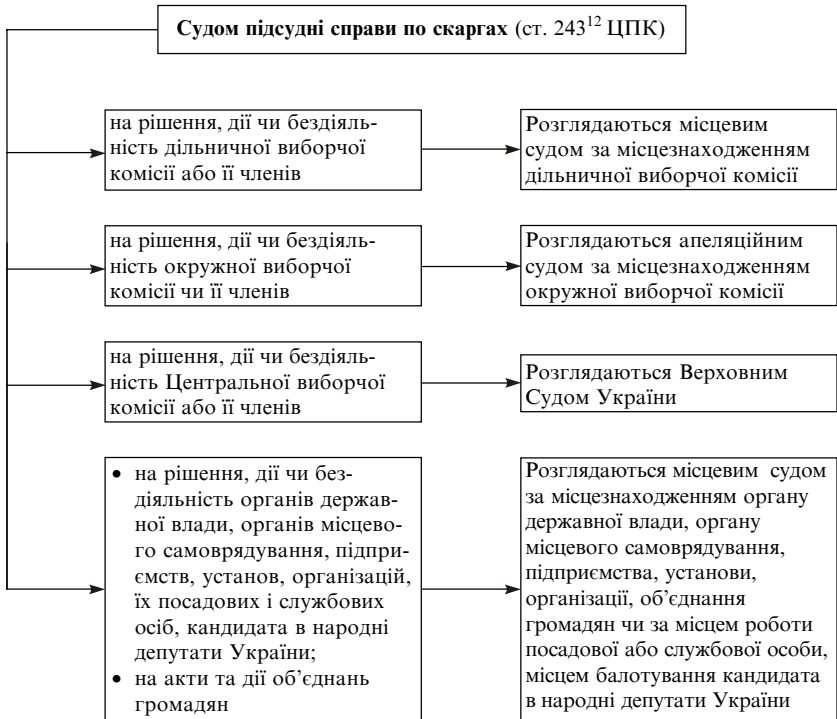 Судом підсудні справи по скаргах (ст. 243¹² ЦПК)
на рішення, дії чи бездіяль-
ність дільничної виборчої
комісії або її членів
Розглядаються місцевим
судом за місцезнаходженням
дільничної виборчої комісії
на рішення, дії чи бездіяль-
ність окружної виборчої
комісії чи її членів
Розглядаються апеляційним
судом за місцезнаходженням
окружної виборчої комісії
на рішення, дії чи бездіяль-
ність Центральної виборчої
комісії або її членів
Розглядаються Верховним
Судом України
• на рішення, дії чи без-
діяльність органів держав-
ної влади, органів місцево-
го самоврядування, підпри-
ємств, установ, організацій,
їх посадових і службових
осіб, кандидата в народні
депутати України;
• на акти та дії об’єднань
громадян
Розглядаються місцевим судом
за місцезнаходженням органу
державної влади, органу
місцевого самоврядування,
підприємства, установи,
організації, об’єднання
громадян чи за місцем роботи
посадової або службової особи,
місцем балотування кандидата
в народні депутати України